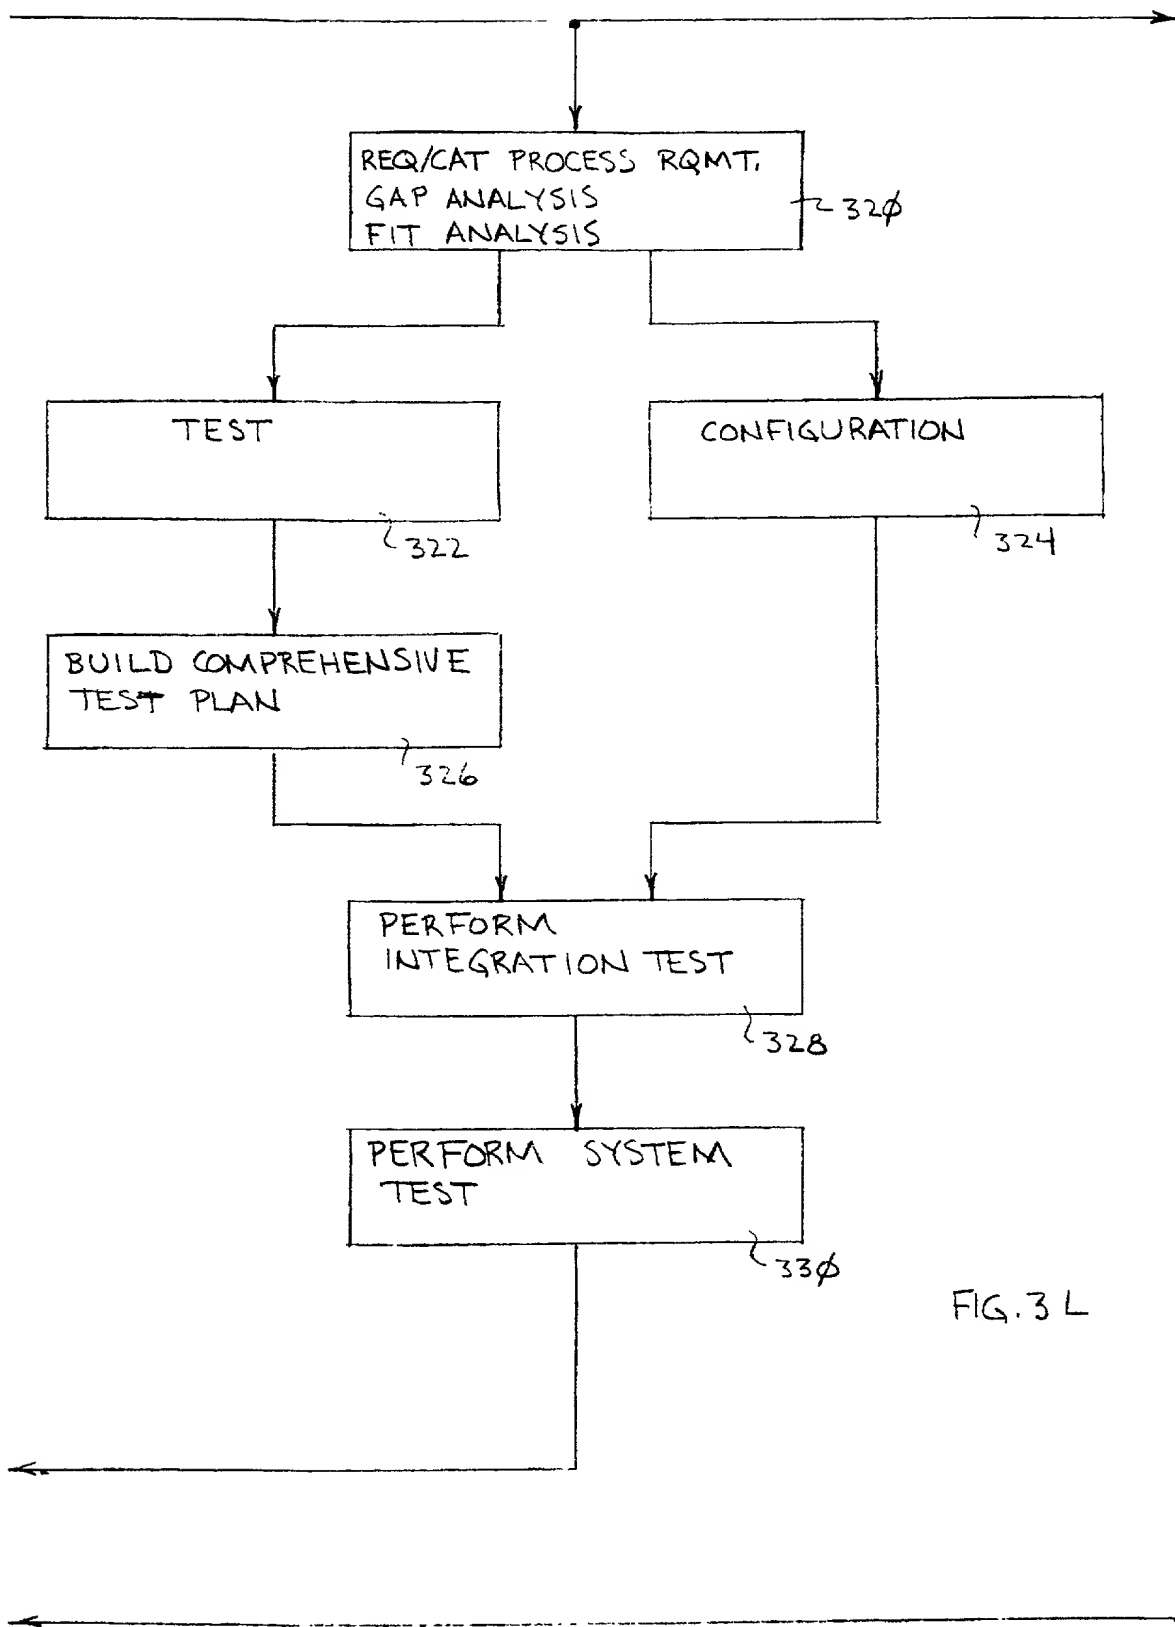 REQ/CAT PROCESS RQMT.
GAP ANALYSIS
FIT ANALYSIS
320
TEST
322
CONFIGURATION
324
BUILD COMPREHENSIVE
TEST PLAN
326
PERFORM
INTEGRATION TEST
328
PERFORM SYSTEM
TEST
330
FIG. 3 L